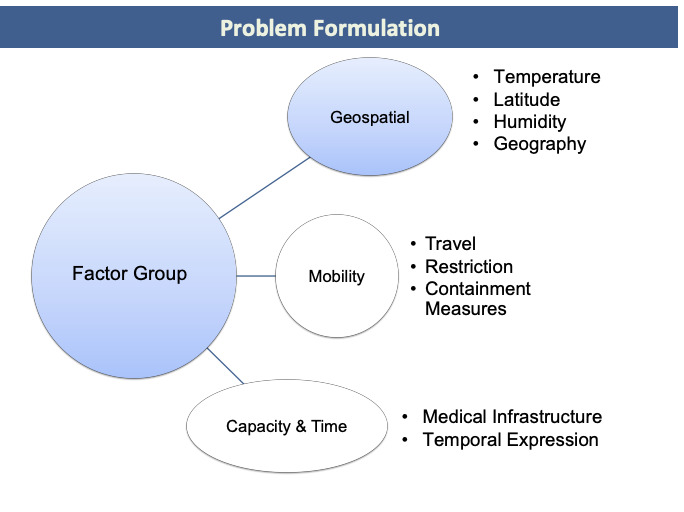 Problem Formulation
Geospatial
• Temperature
• Latitude
• Humidity
• Geography
Factor Group
Mobility
• Travel
• Restriction
• Containment
Measures
Capacity & Time
• Medical Infrastructure
• Temporal Expression